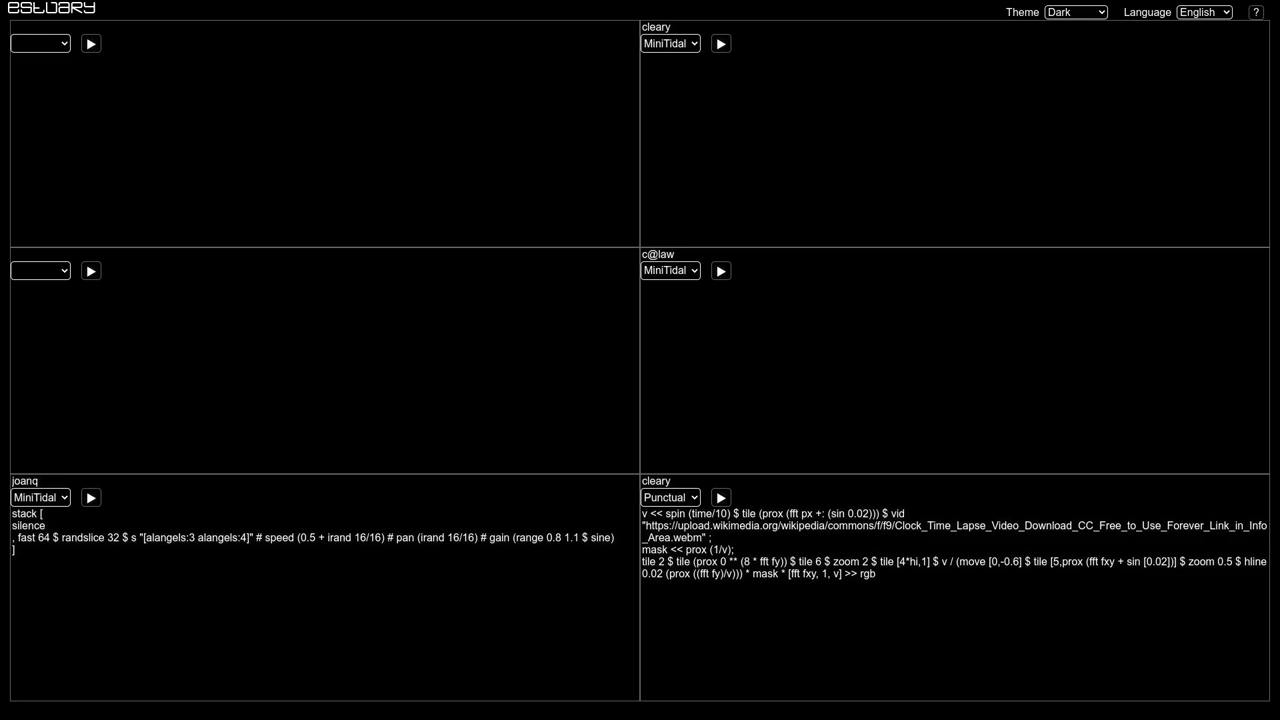 estuary
Theme Dark Language English ?
cleary
MiniTidal
c@law
MiniTidal
joanq
MiniTidal
stack [
silence
, fast 64 $ randslice 32 $ s "[alangels:3 alangels:4]" # speed (0.5 + irand 16/16) # pan (irand 16/16) # gain (range 0.8 1.1 $ sine)
]
cleary
Punctual
v << spin (time/10) $ tile (prox (fft px +: (sin 0.02))) $ vid
"https://upload.wikimedia.org/wikipedia/commons/f/f9/Clock_Time_Lapse_Video_Download_CC_Free_to_Use_Forever_Link_in_Info
_Area.webm" ;
mask << prox (1/v);
tile 2 $ tile (prox 0 ** (8 * fft fy)) $ tile 6 $ zoom 2 $ tile [4*hi,1] $ v / (move [0,-0.6] $ tile [5,prox (fft fxy + sin [0.02])] $ zoom 0.5 $ hline
0.02 (prox ((fft fy)/v))) * mask * [fft fxy, 1, v] >> rgb